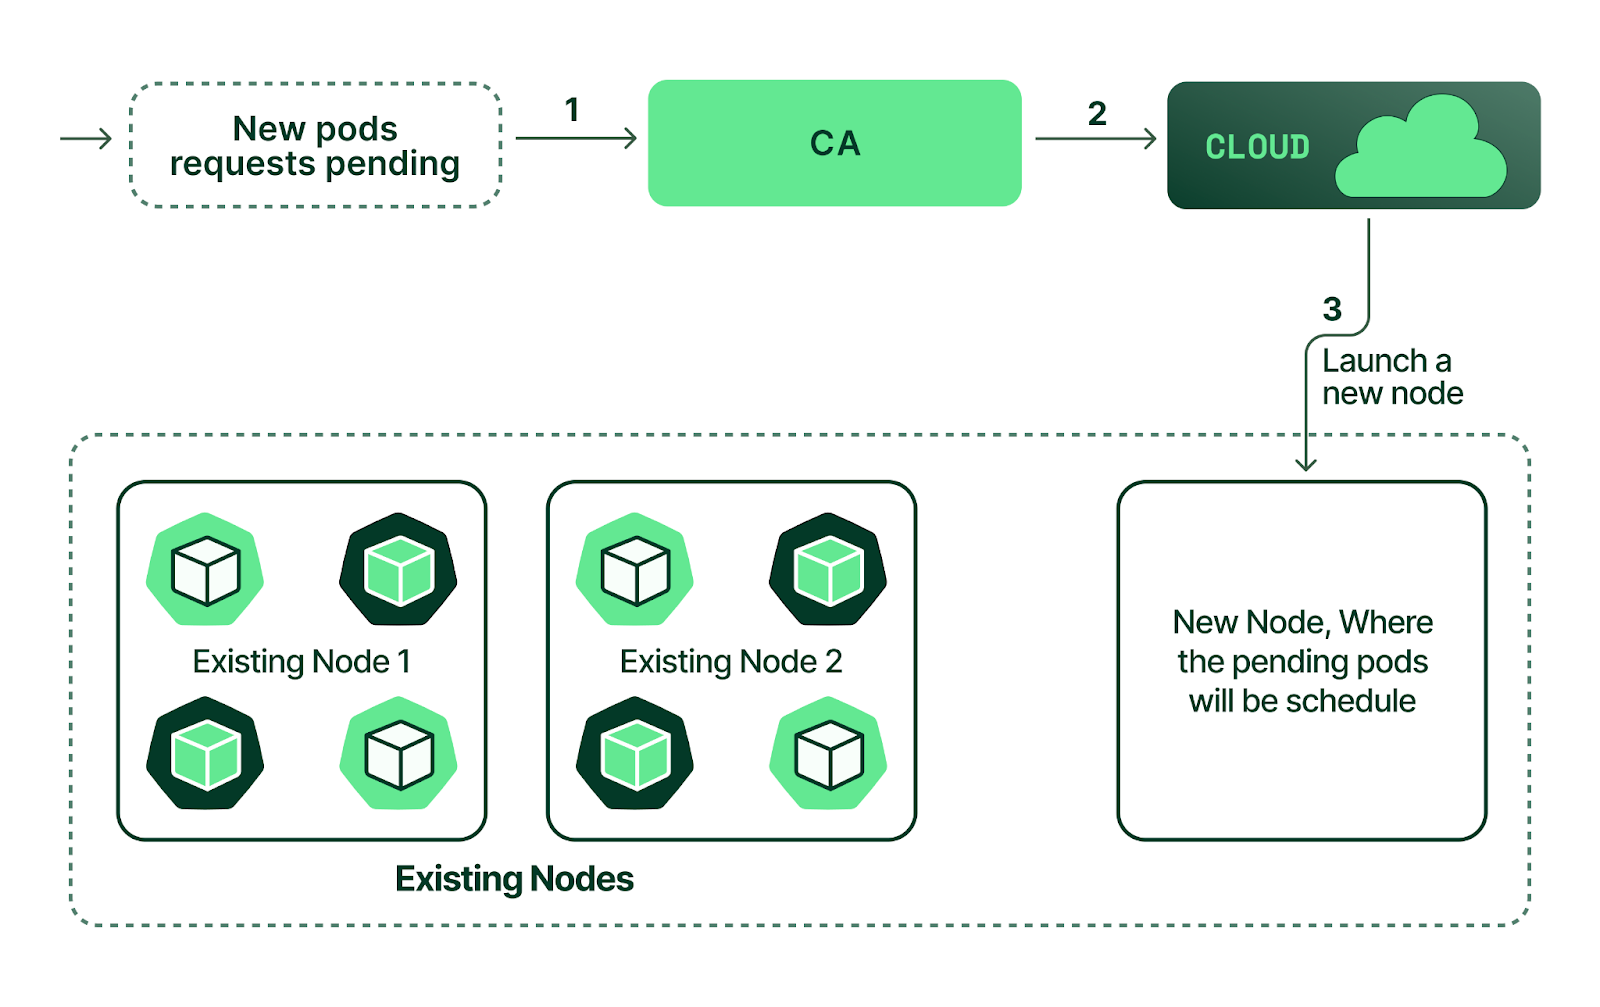 New pods
requests pending
1
CA
2
CLOUD
3
Launch a
new node
Existing Node 1
Existing Node 2
New Node, Where
the pending pods
will be schedule
Existing Nodes